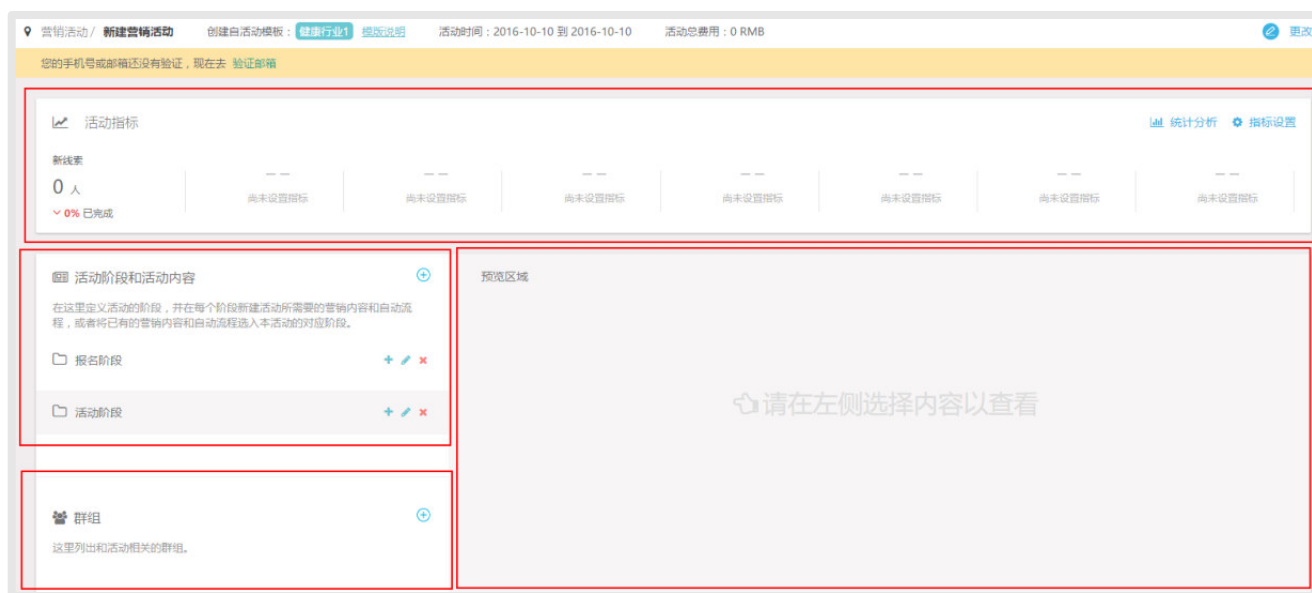 营销活动 / 新建营销活动 创建自活动模板：健康行业1 模版说明 活动时间：2016-10-10 到 2016-10-10 活动总费用：0 RMB 更改
您的手机号或邮箱还没有验证，现在去 验证邮箱
活动指标 统计分析 指标设置
新线索
0 人
0% 已完成
-- -- -- -- -- -- --
尚未设置指标 尚未设置指标 尚未设置指标 尚未设置指标 尚未设置指标 尚未设置指标 尚未设置指标
活动阶段和活动内容
在这里定义活动的阶段，并在每个阶段新建活动所需要的营销内容和自动流
程，或者将已有的营销内容和自动流程选入本活动的对应阶段。
报名阶段
活动阶段
群组
这里列出和活动相关的群组。
预览区域
请在左侧选择内容以查看